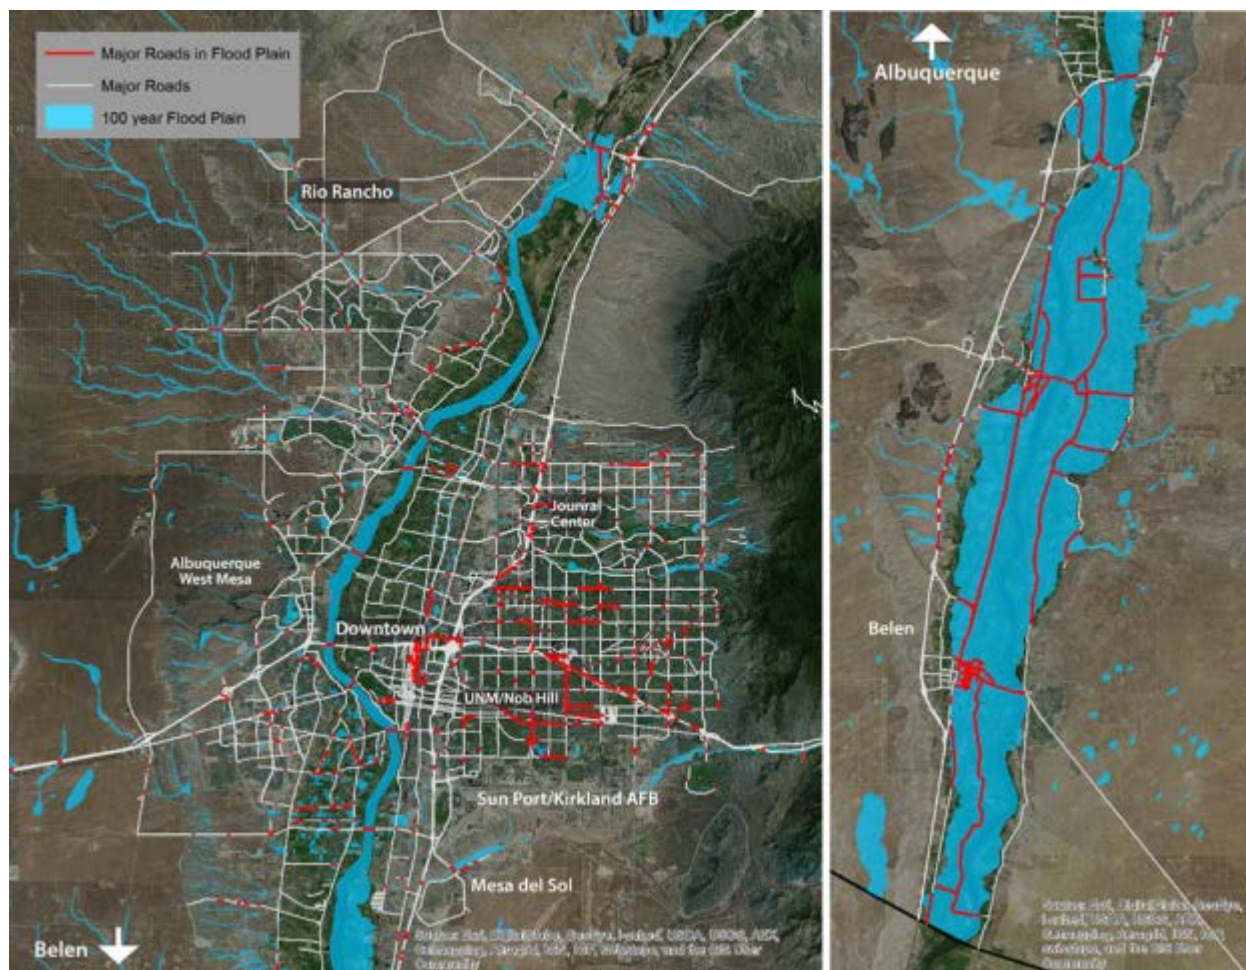 Major Roads in Flood Plain
Major Roads
100 year Flood Plain
Rio Rancho
Jounral
Center
Albuquerque
West Mesa
Downtown
UNM/Nob Hill
Sun Port/Kirkland AFB
Mesa del Sol
Belen
Albuquerque
Belen